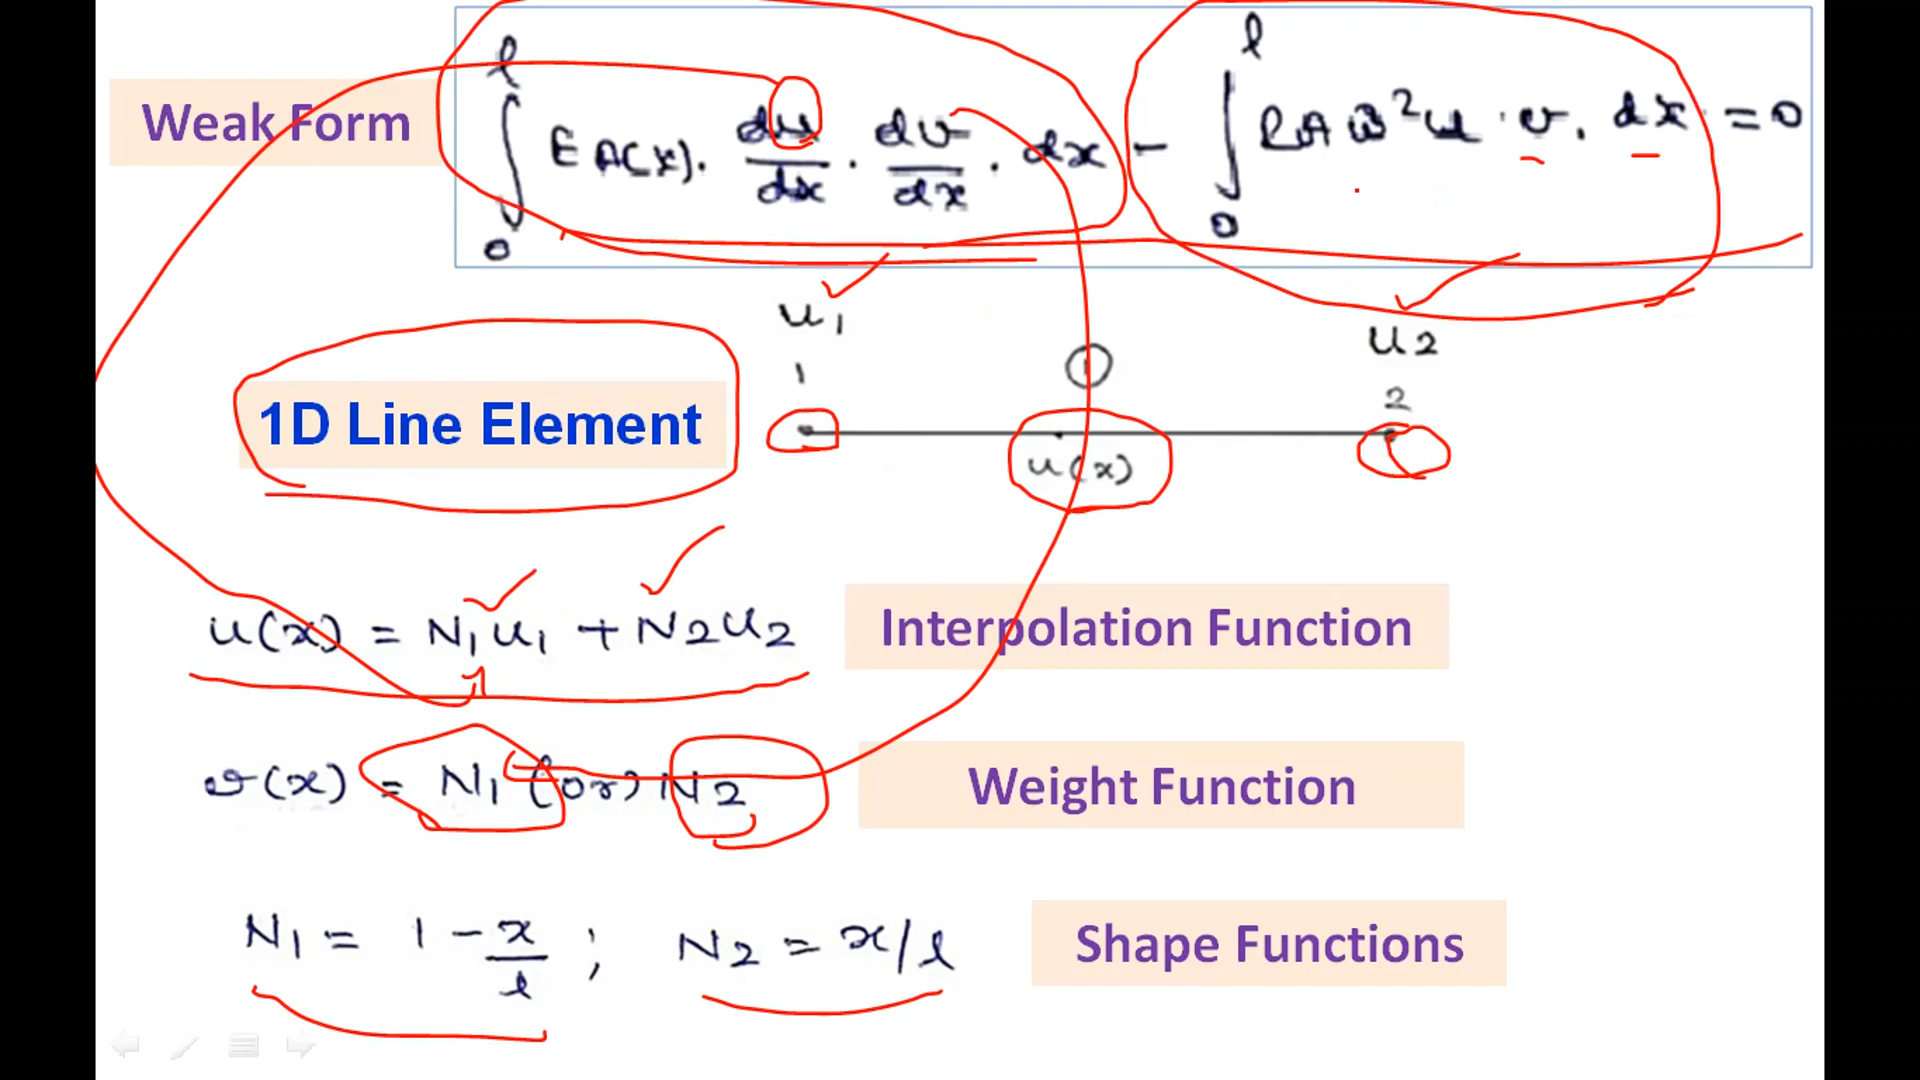 Weak Form
∫₀ˡ EA(x). du/dx . dv/dx . dx − ∫₀ˡ ρAω²u . v . dx = 0
u₁ u₂
1 ① 2
1D Line Element
u(x)
u(x) = N₁u₁ + N₂u₂ Interpolation Function
v(x) = N₁ (or) N₂ Weight Function
N₁ = 1 − x/l ; N₂ = x/l Shape Functions